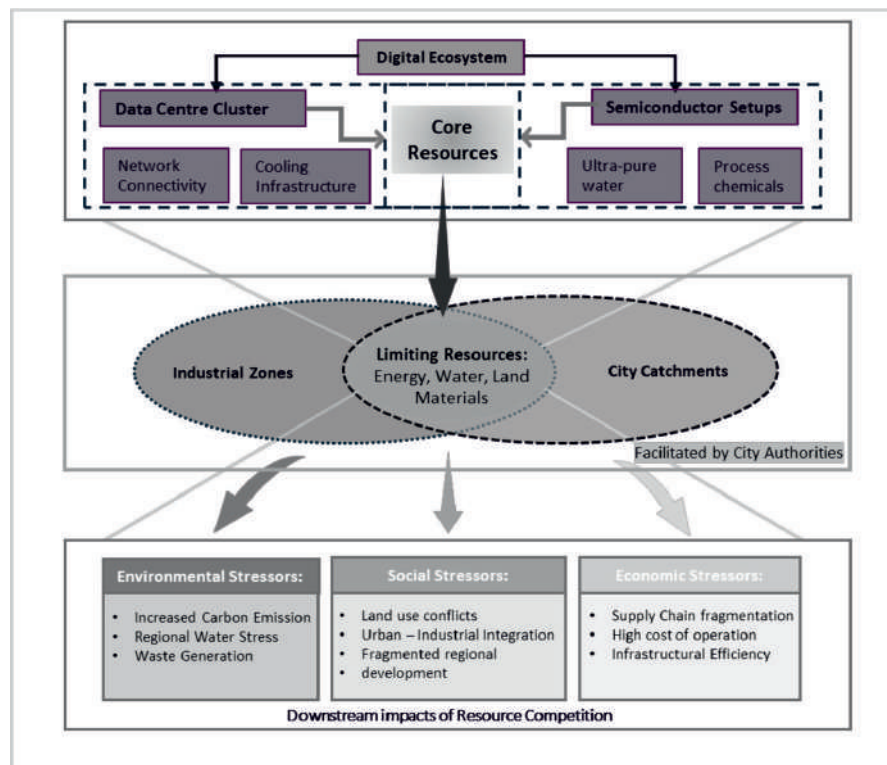 Digital Ecosystem
Data Centre Cluster
Semiconductor Setups
Core
Resources
Network
Connectivity
Cooling
Infrastructure
Ultra-pure
water
Process
chemicals
Industrial Zones
Limiting Resources:
Energy, Water, Land
Materials
City Catchments
Facilitated by City Authorities
Environmental Stressors:
• Increased Carbon Emission
• Regional Water Stress
• Waste Generation
Social Stressors:
• Land use conflicts
• Urban – Industrial Integration
• Fragmented regional
• development
Economic Stressors:
• Supply Chain fragmentation
• High cost of operation
• Infrastructural Efficiency
Downstream impacts of Resource Competition